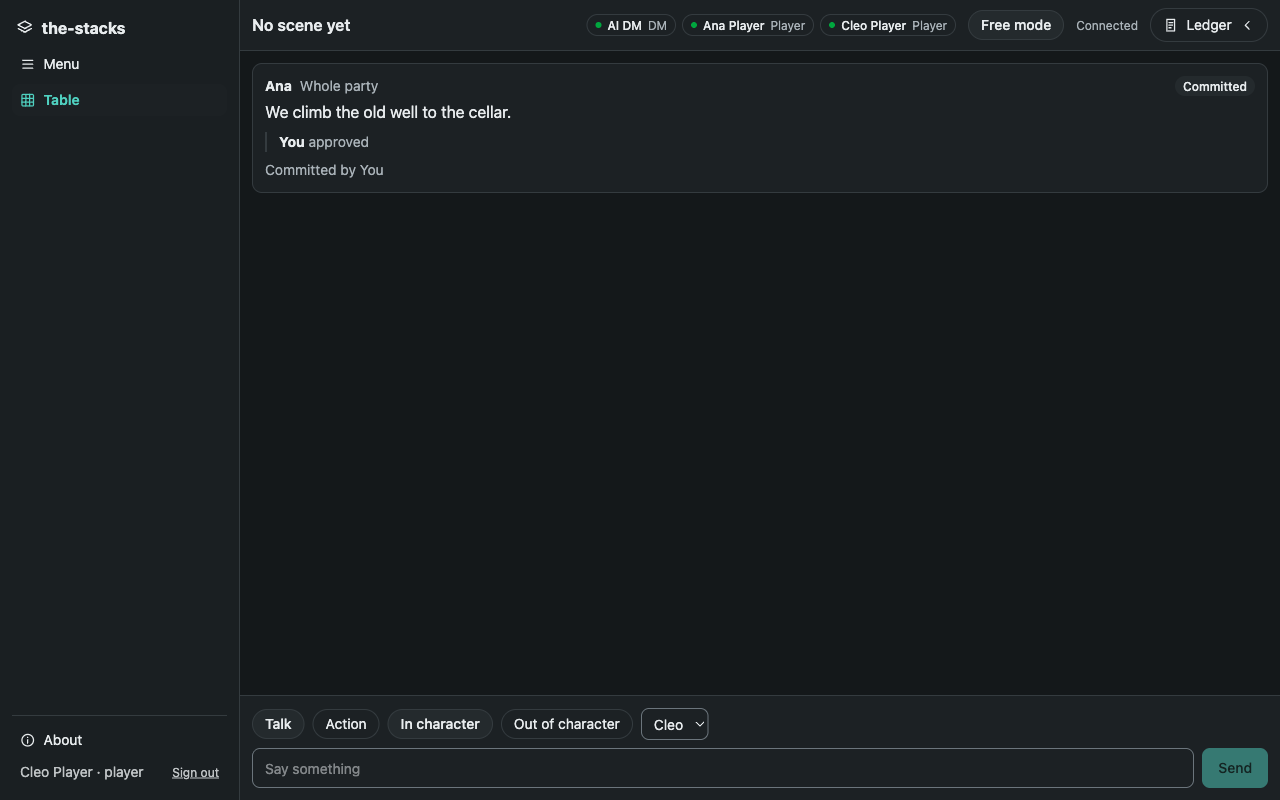 the-stacks
Menu
Table
About
Cleo Player · player Sign out
No scene yet
AI DM DM Ana Player Player Cleo Player Player Free mode Connected Ledger
Ana Whole party Committed
We climb the old well to the cellar.
You approved
Committed by You
Talk Action In character Out of character Cleo
Say something Send